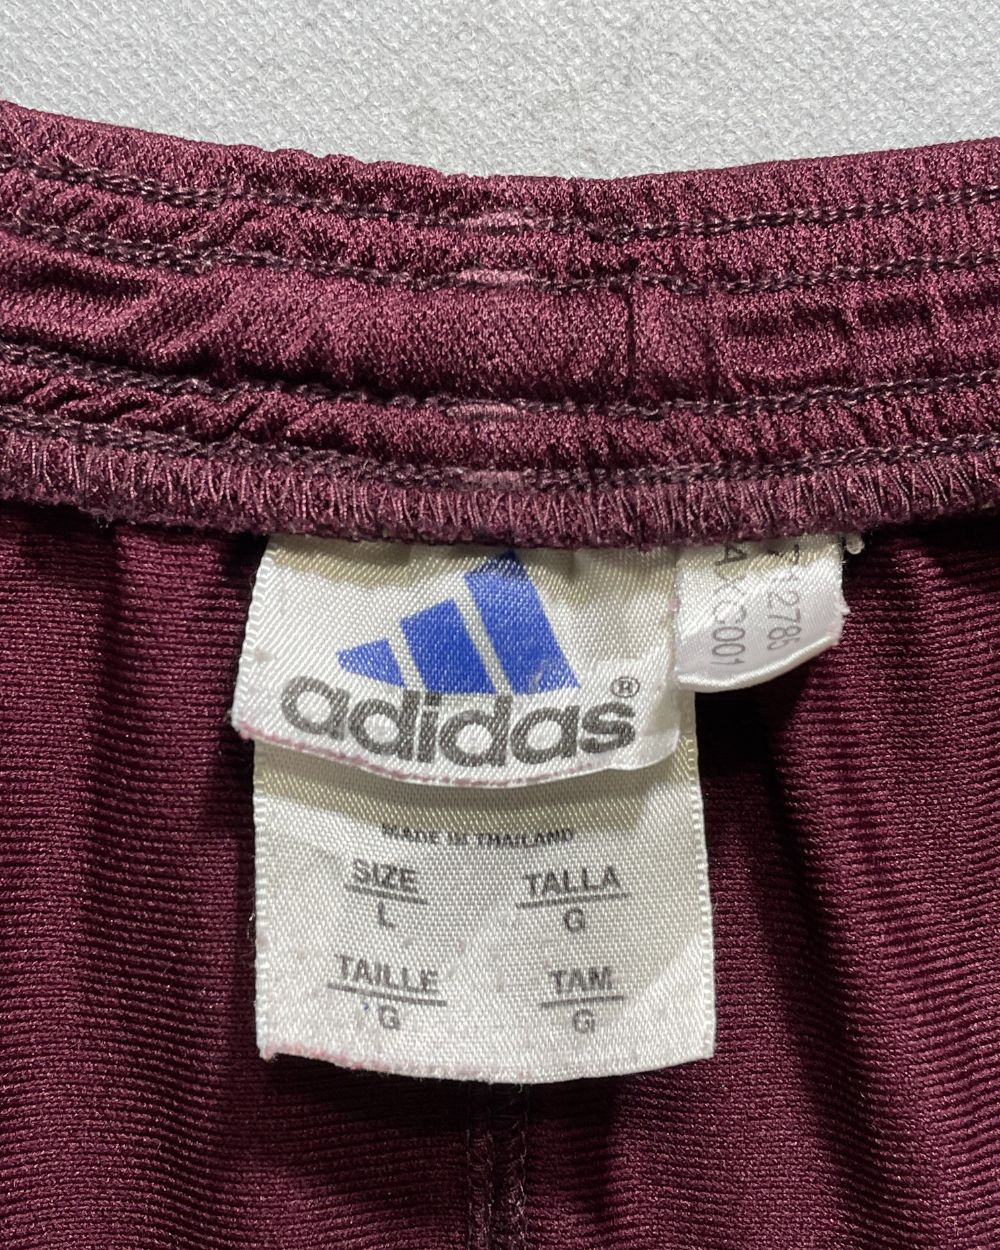 adidas®
MADE IN THAILAND
SIZE TALLA
L G
TAILLE TAM
G G